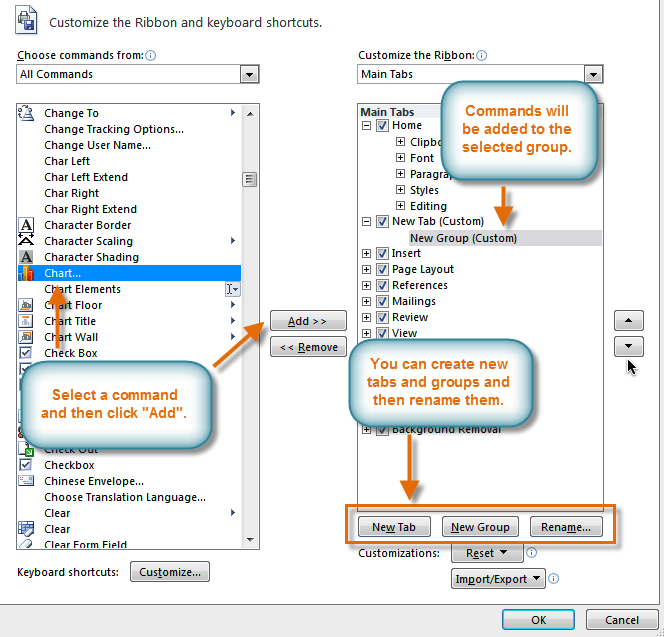 Customize the Ribbon and keyboard shortcuts.
Choose commands from:
All Commands
Change To
Change Tracking Options...
Change User Name...
Char Left
Char Left Extend
Char Right
Char Right Extend
Character Border
Character Scaling
Character Shading
Chart...
Chart Elements
Chart Floor
Chart Title
Chart Wall
Check Box
Select a command
and then click "Add".
Check Out
Checkbox
Chinese Envelope...
Choose Translation Language...
Clear
Clear
Clear Form Field
Keyboard shortcuts:
Customize...
Add >>
<< Remove
Customize the Ribbon:
Main Tabs
Main Tabs
Home
Font
Styles
Editing
New Tab (Custom)
New Group (Custom)
Insert
Page Layout
References
Mailings
Review
View
Commands will
be added to the
selected group.
You can create new
tabs and groups and
then rename them.
Background Removal
New Tab
New Group
Rename...
Customizations:
Reset
Import/Export
OK
Cancel